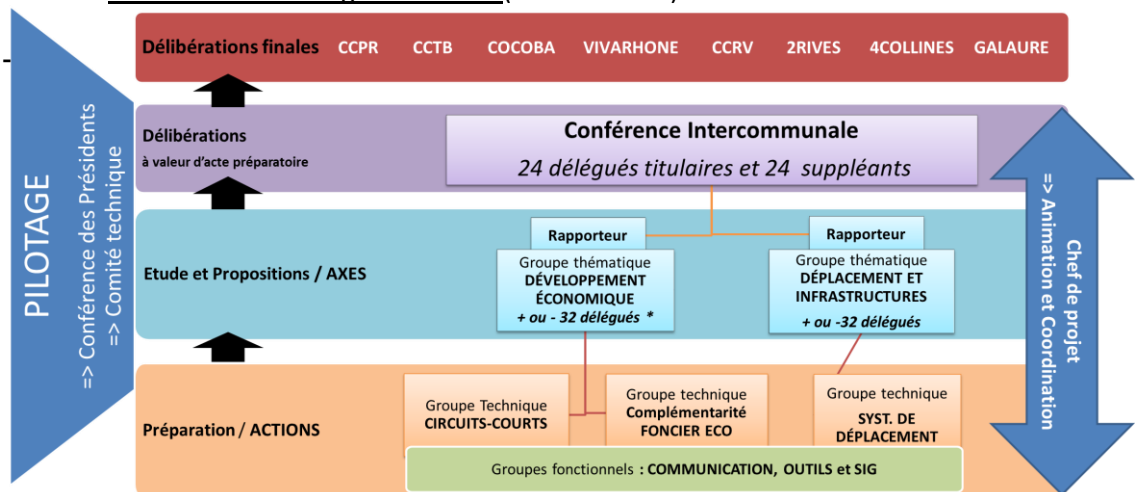 Délibérations finales CCPR CCTB COCOBA VIVARHONE CCRV 2RIVES 4COLLINES GALAURE
PILOTAGE
=> Conférence des Présidents
=> Comité technique
Délibérations
à valeur d'acte préparatoire
Conférence Intercommunale
24 délégués titulaires et 24 suppléants
Etude et Propositions / AXES
Rapporteur
Groupe thématique
DÉVELOPPEMENT
ÉCONOMIQUE
+ ou - 32 délégués *
Rapporteur
Groupe thématique
DÉPLACEMENT ET
INFRASTRUCTURES
+ ou -32 délégués
Préparation / ACTIONS
Groupe Technique
CIRCUITS-COURTS
Groupe technique
Complémentarité
FONCIER ECO
Groupe technique
SYST. DE
DÉPLACEMENT
Groupes fonctionnels : COMMUNICATION, OUTILS et SIG
Chef de projet
=> Animation et Coordination